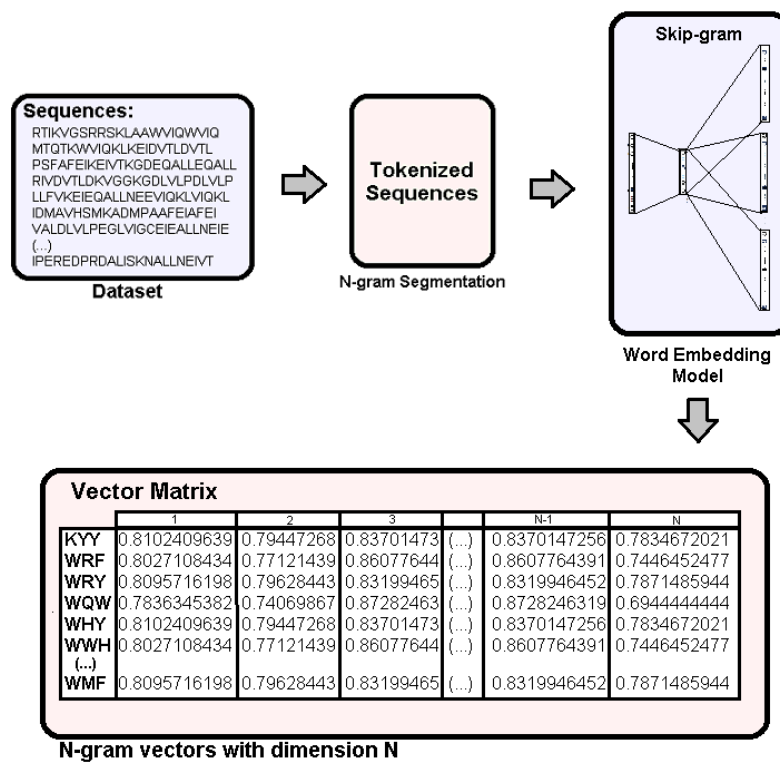 Skip-gram
Sequences:
RTIKVGSRRSKLAAWVIQWVIQ
MTQTKWVIQKLKEIDVTLDVTL
PSFAFEIKEIVTKGDEQALLEQALL
RIVDVTLDKVGGKGDLVLPDLVLP
LLFVKEIEQALLNEEVIQKLVIQKL
IDMAVHSMKADMPAAFEIAFEI
VALDLVLPEGLVIGCEIEALLNEIE
(...)
IPEREDPRDALISKNALLNEIVT
Dataset
Tokenized
Sequences
N-gram Segmentation
Word Embedding
Model
Vector Matrix
1 2 3 N-1 N
KYY 0.8102409639 0.79447268 0.83701473 (...) 0.8370147256 0.7834672021
WRF 0.8027108434 0.77121439 0.86077644 (...) 0.8607764391 0.7446452477
WRY 0.8095716198 0.79628443 0.83199465 (...) 0.8319946452 0.7871485944
WQW 0.7836345382 0.74069867 0.87282463 (...) 0.8728246319 0.6944444444
WHY 0.8102409639 0.79447268 0.83701473 (...) 0.8370147256 0.7834672021
WWH 0.8027108434 0.77121439 0.86077644 (...) 0.8607764391 0.7446452477
(...)
WMF 0.8095716198 0.79628443 0.83199465 (...) 0.8319946452 0.7871485944
N-gram vectors with dimension N